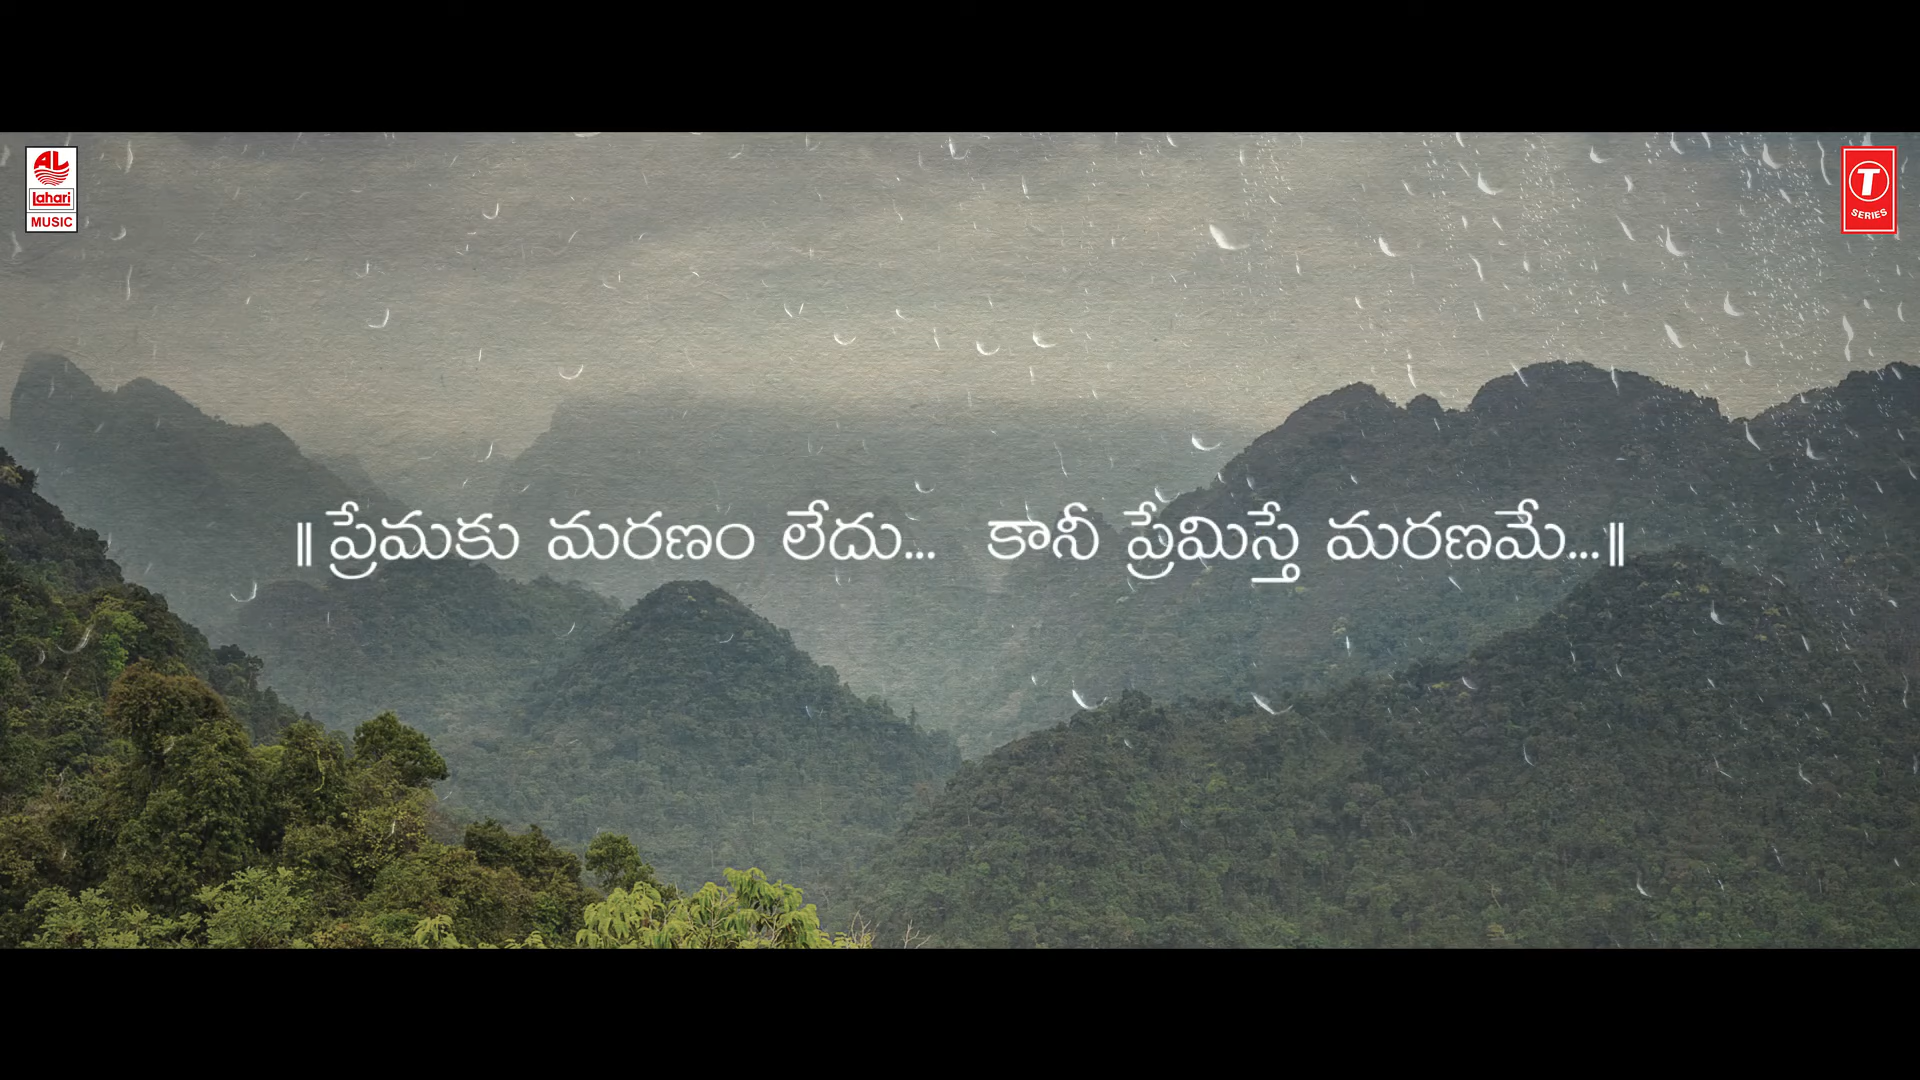 AL
Lahari
MUSIC
T
SERIES
॥ ప్రేమకు మరణం లేదు... కానీ ప్రేమిస్తే మరణమే...॥